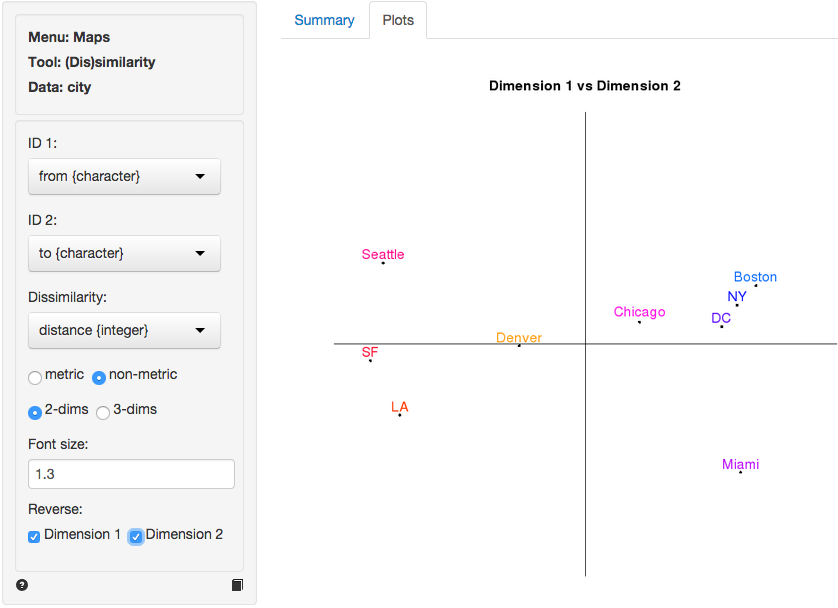 Menu: Maps
Tool: (Dis)similarity
Data: city
ID 1:
from {character}
ID 2:
to {character}
Dissimilarity:
distance {integer}
metric non-metric
2-dims 3-dims
Font size:
1.3
Reverse:
Dimension 1 Dimension 2
?
Summary Plots
Dimension 1 vs Dimension 2
Seattle
Boston
NY
Chicago
DC
Denver
SF
LA
Miami